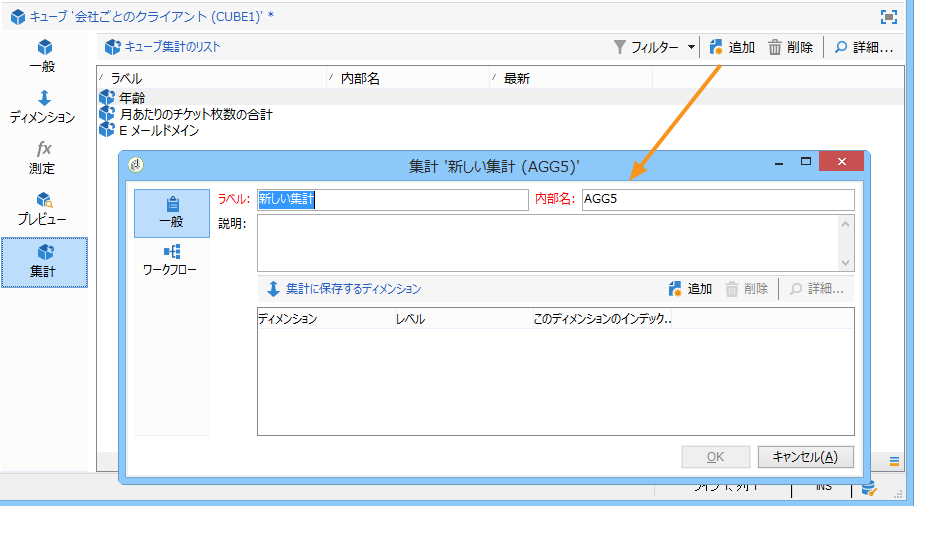 キューブ '会社ごとのクライアント (CUBE1)' *
一般
ディメンション
fx
測定
プレビュー
集計
キューブ集計のリスト
フィルター
追加
削除
詳細...
ラベル
内部名
最新
年齢
月あたりのチケット枚数の合計
E メールドメイン
集計 '新しい集計 (AGG5)'
一般
ワークフロー
ラベル:
新しい集計
内部名:
AGG5
説明:
集計に保存するディメンション
追加
削除
詳細...
ディメンション
レベル
このディメンションのインデック..
OK
キャンセル(A)
INS